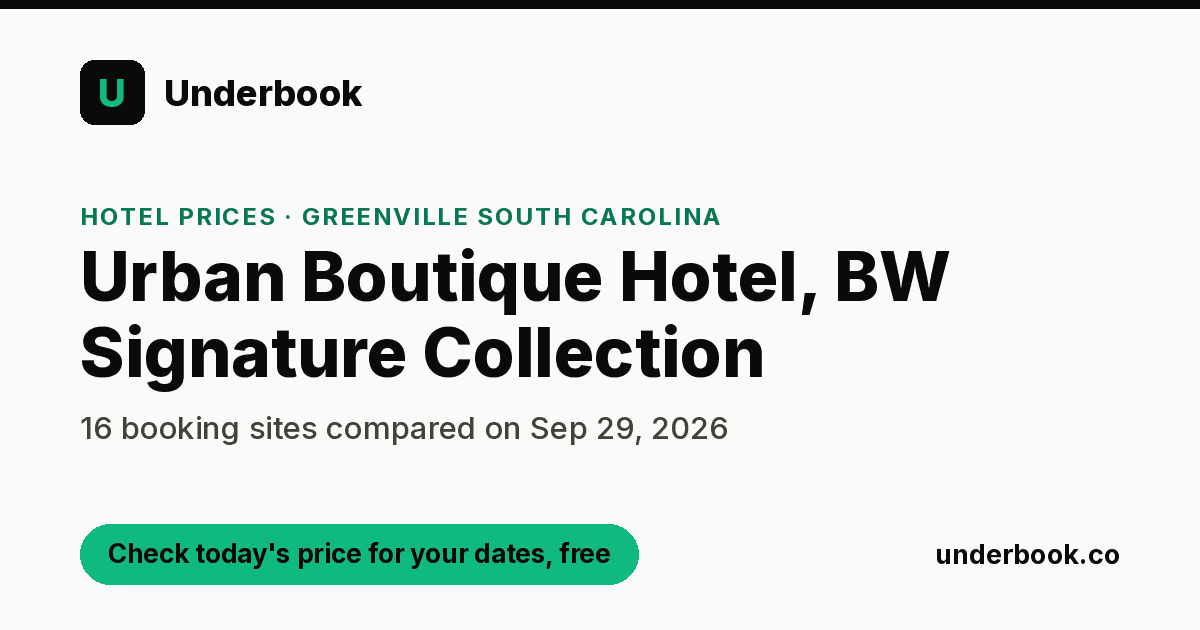 U Underbook
HOTEL PRICES · GREENVILLE SOUTH CAROLINA
Urban Boutique Hotel, BW
Signature Collection
16 booking sites compared on Sep 29, 2026
Check today's price for your dates, free
underbook.co